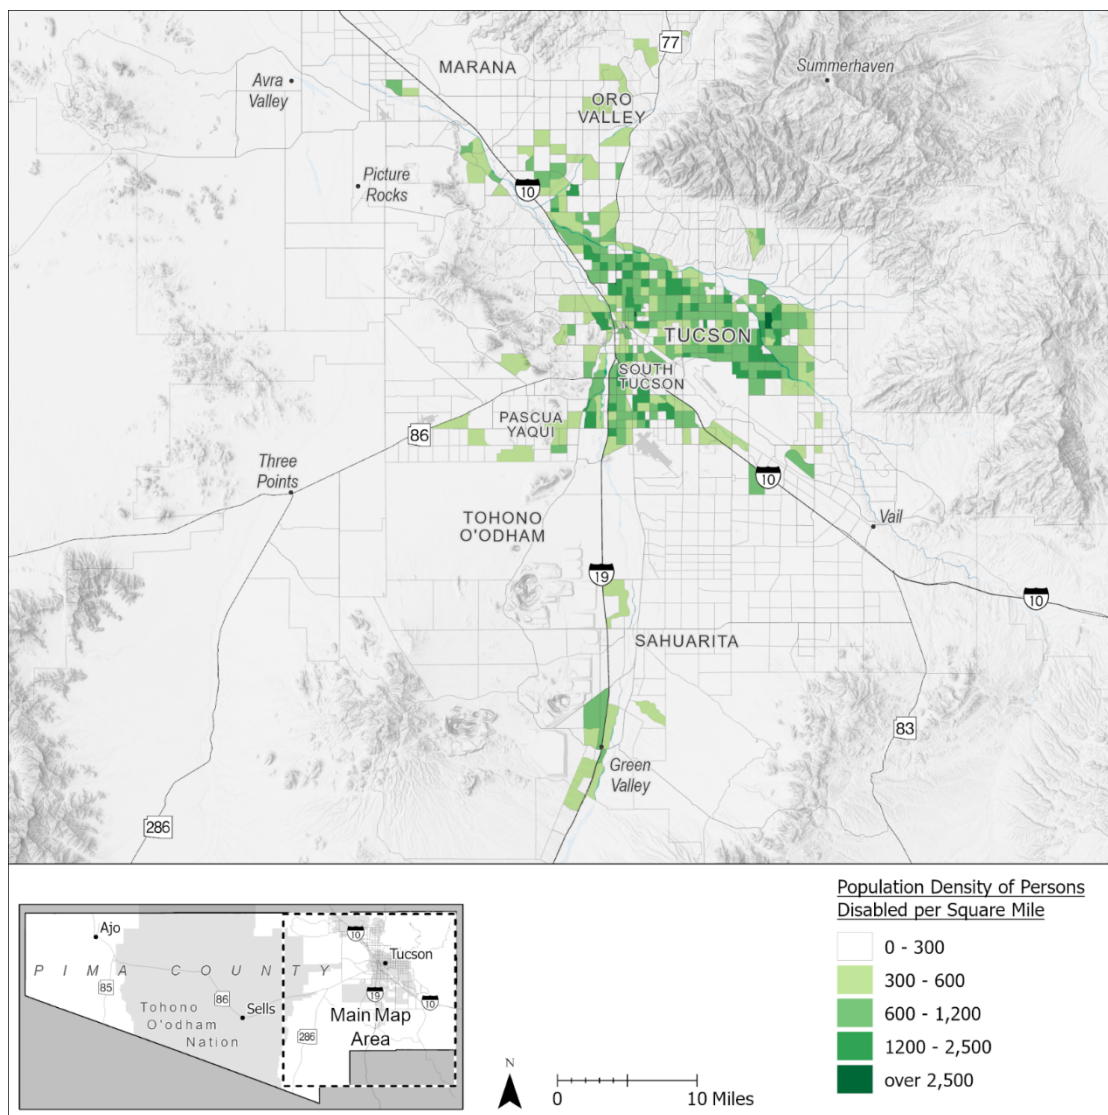 77
MARANA
Summerhaven
Avra
Valley
ORO
VALLEY
Picture
Rocks
10
TUCSON
SOUTH
TUCSON
PASCUA
YAQUI
86
Three
Points
10
TOHONO
O'ODHAM
Vail
19
10
SAHUARITA
83
Green
Valley
286
Population Density of Persons
Disabled per Square Mile
0 - 300
300 - 600
600 - 1,200
1200 - 2,500
over 2,500
Ajo
10
Tucson
PIMA COUNTY
85
86
19
10
Sells
Tohono
O'odham
Nation
286
Main Map
Area
N
0
10 Miles